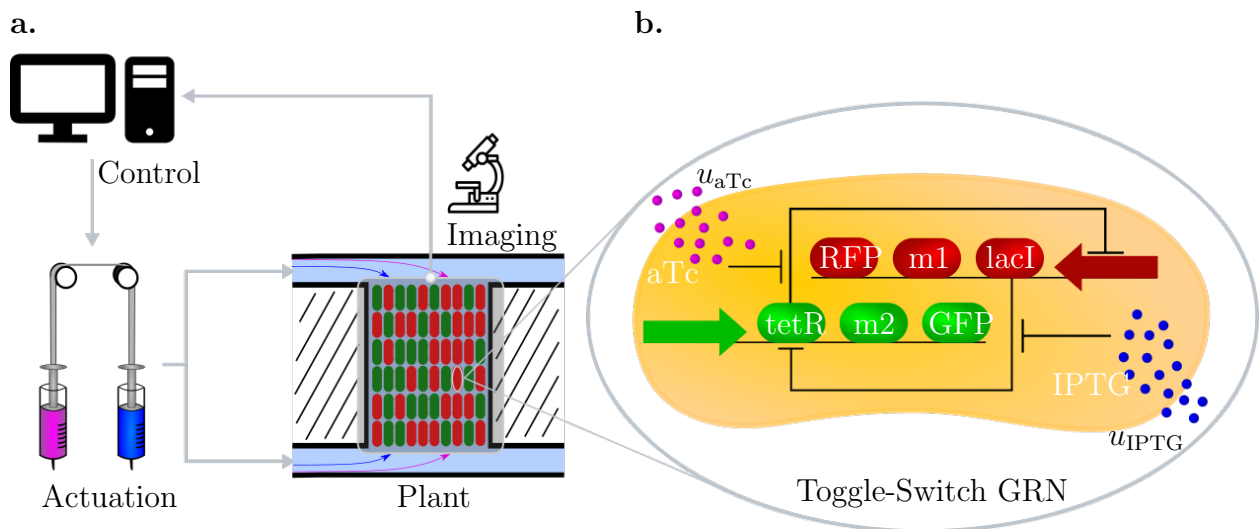 a.
b.
Control
Imaging
Actuation
Plant
u_aTc
aTc
RFP m1 lacI
tetR m2 GFP
IPTG
u_IPTG
Toggle-Switch GRN